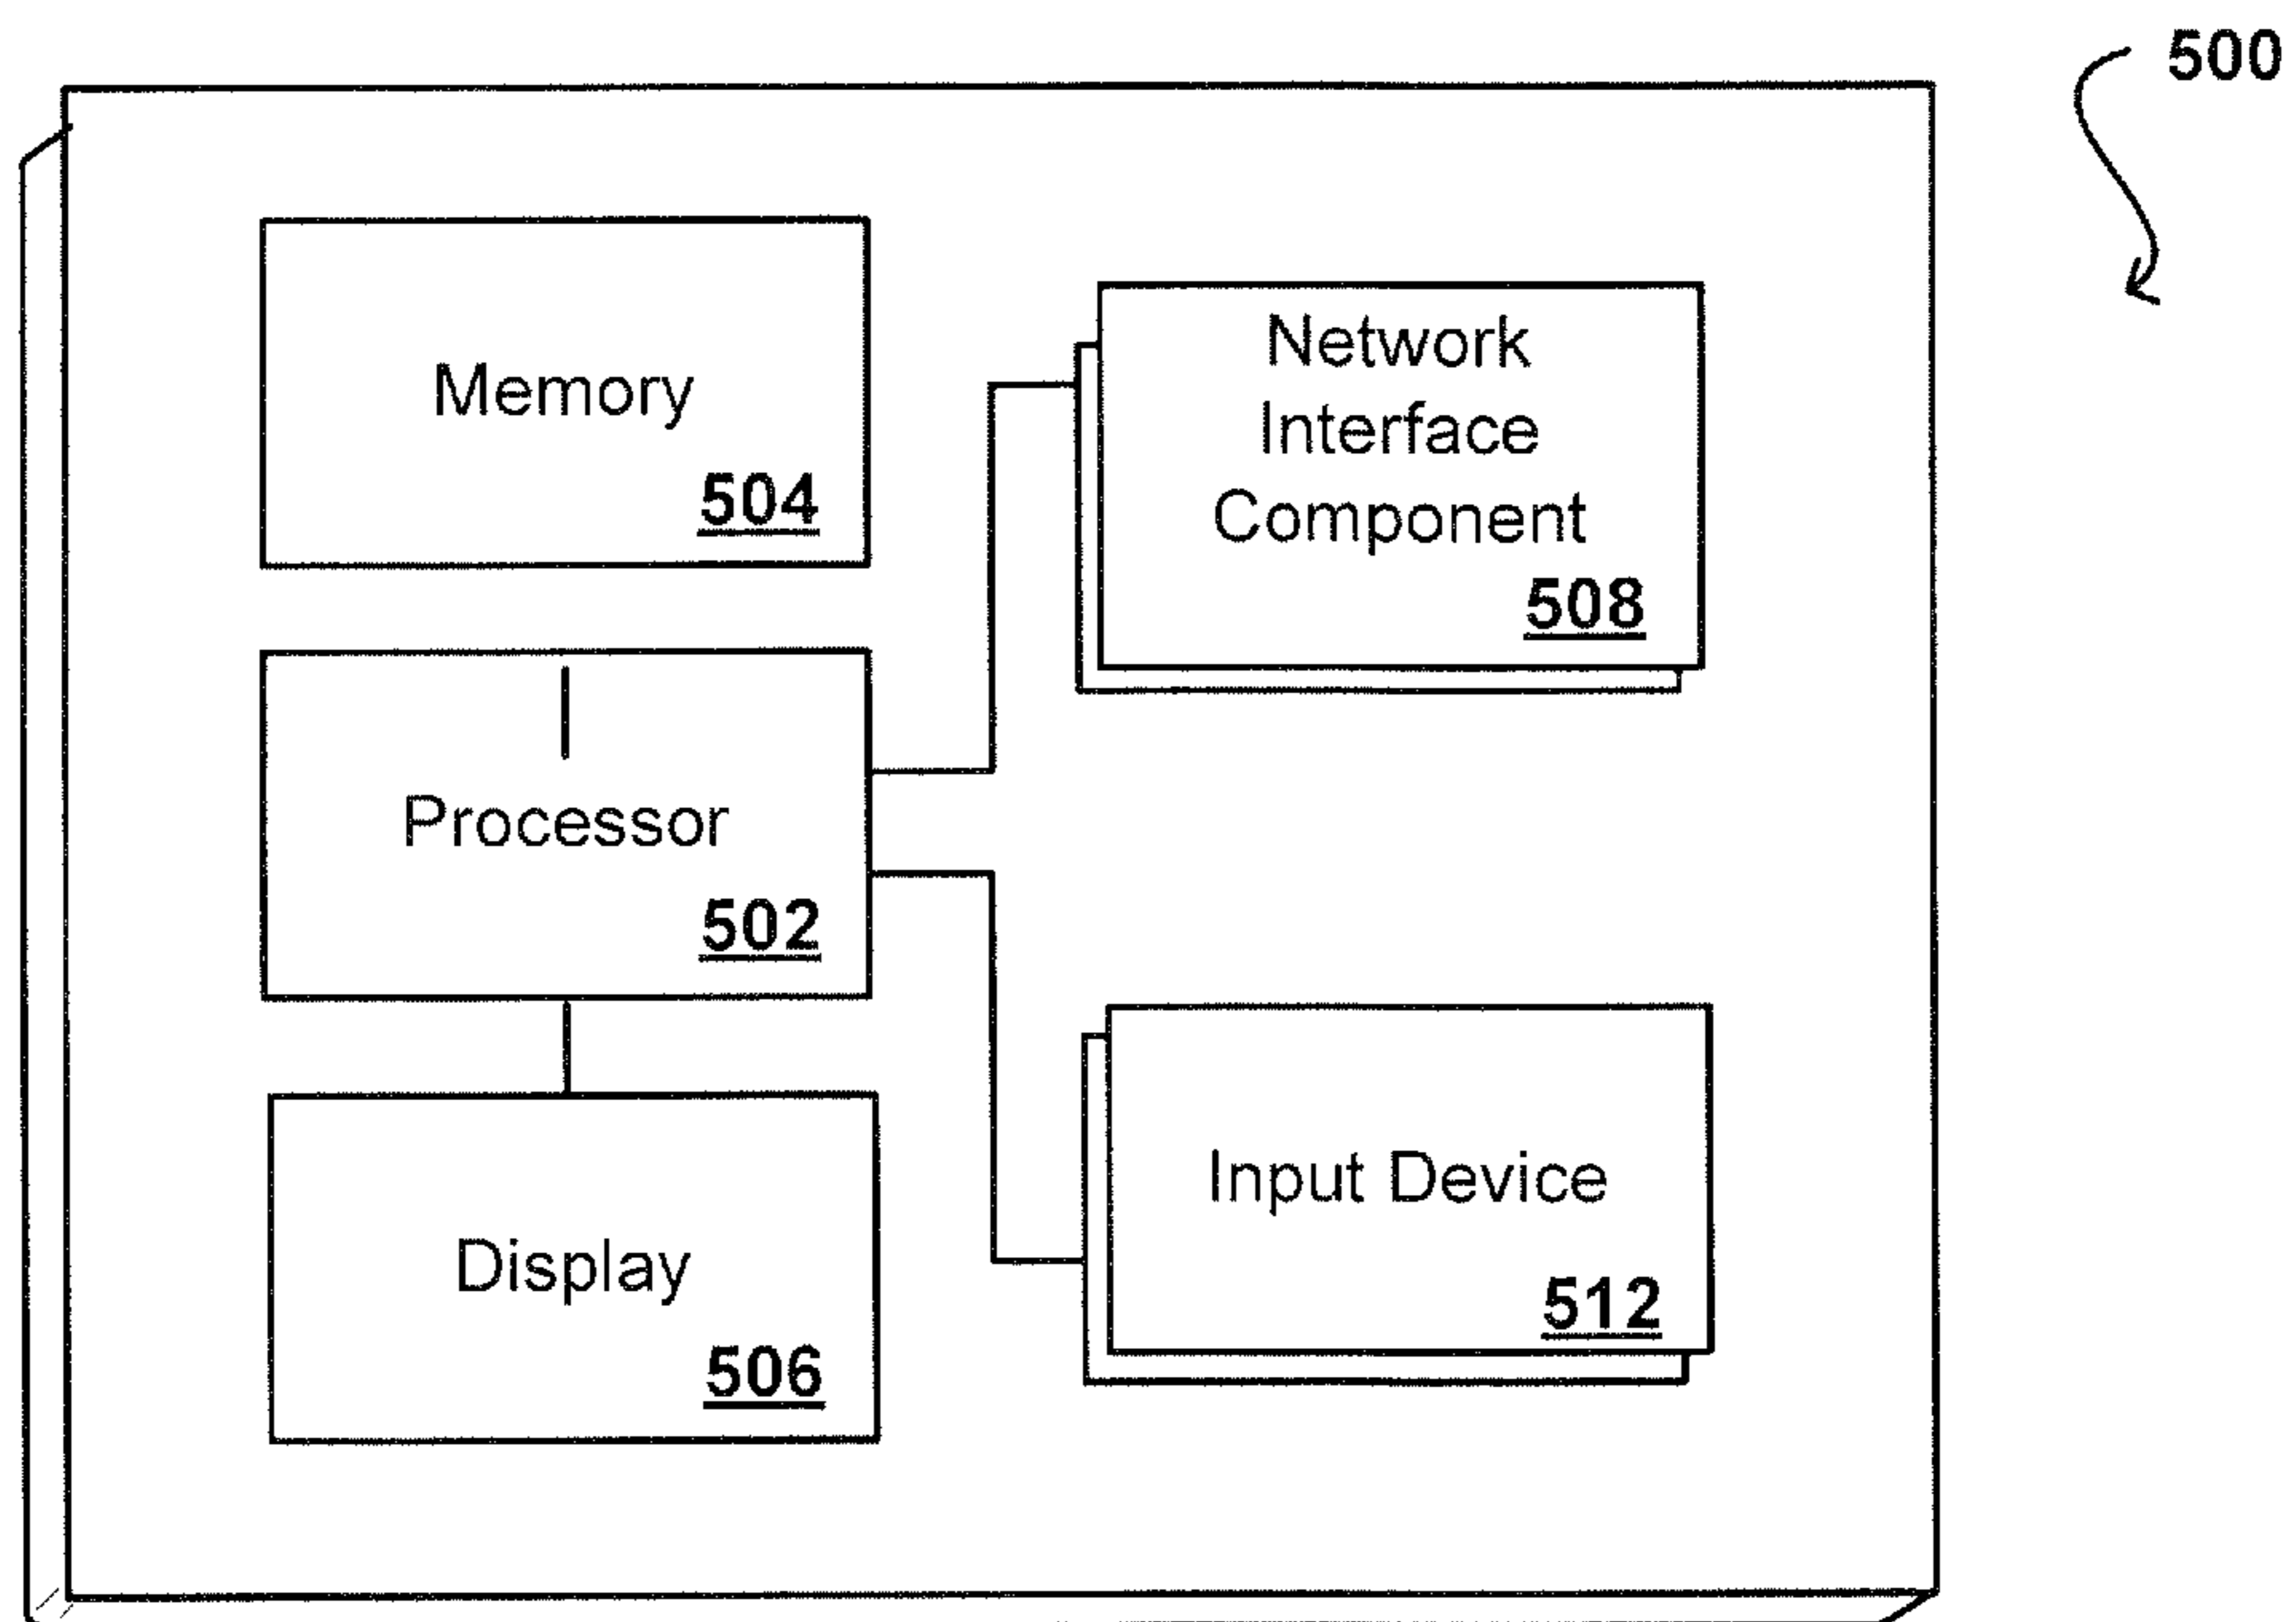 500
Memory
504
Network
Interface
Component
508
Processor
502
Input Device
512
Display
506